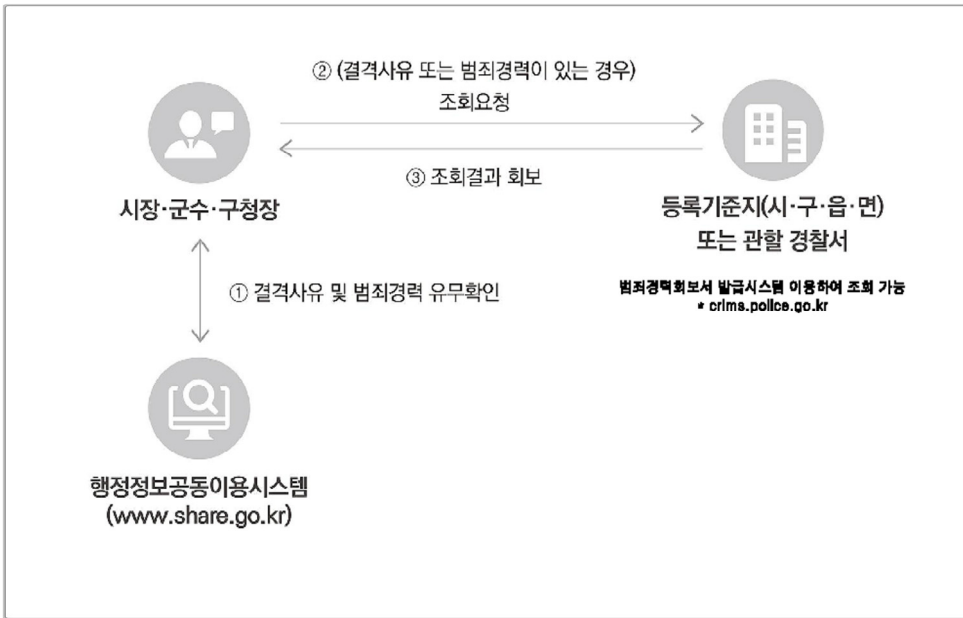 ② (결격사유 또는 범죄경력이 있는 경우)
조회요청
③ 조회결과 회보
시장·군수·구청장
등록기준지(시·구·읍·면)
또는 관할 경찰서
범죄경력회보서 발급시스템 이용하여 조회 가능
* crims.police.go.kr
① 결격사유 및 범죄경력 유무확인
행정정보공동이용시스템
(www.share.go.kr)